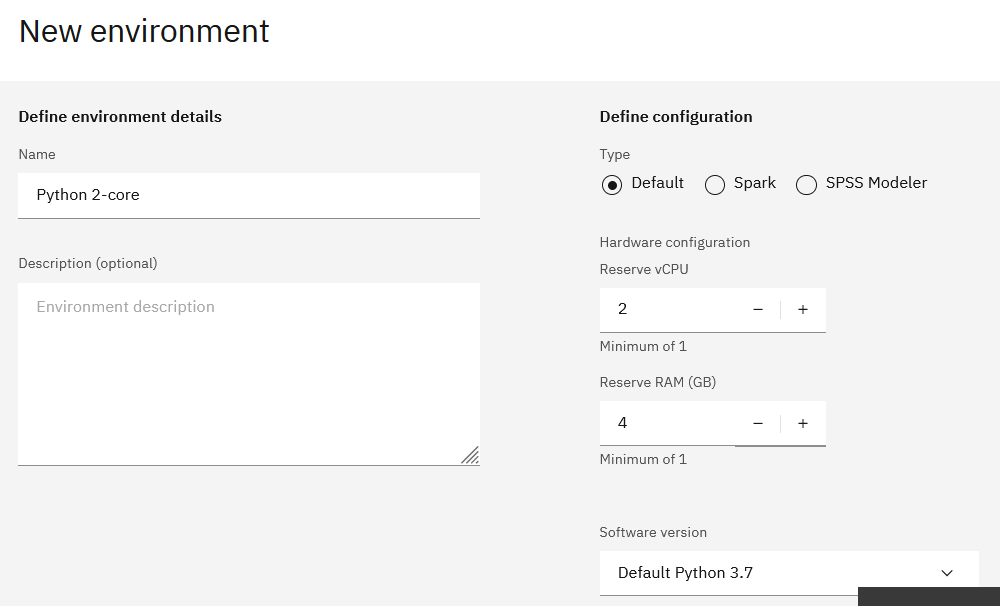 New environment
Define environment details
Name
Python 2-core
Description (optional)
Environment description
Define configuration
Type
Default Spark SPSS Modeler
Hardware configuration
Reserve vCPU
2 − +
Minimum of 1
Reserve RAM (GB)
4 − +
Minimum of 1
Software version
Default Python 3.7